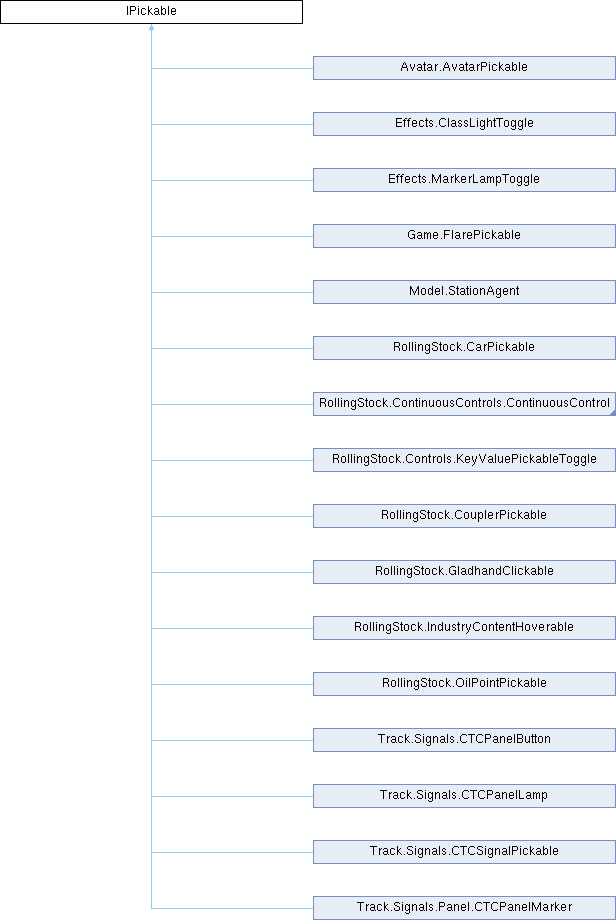 IPickable
Avatar.AvatarPickable
Effects.ClassLightToggle
Effects.MarkerLampToggle
Game.FlarePickable
Model.StationAgent
RollingStock.CarPickable
RollingStock.ContinuousControls.ContinuousControl
RollingStock.Controls.KeyValuePickableToggle
RollingStock.CouplerPickable
RollingStock.GladhandClickable
RollingStock.IndustryContentHoverable
RollingStock.OilPointPickable
Track.Signals.CTCPanelButton
Track.Signals.CTCPanelLamp
Track.Signals.CTCSignalPickable
Track.Signals.Panel.CTCPanelMarker